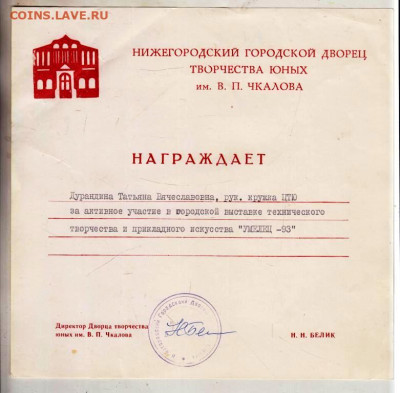 COINS.LAVE.RU
НИЖЕГОРОДСКИЙ ГОРОДСКОЙ ДВОРЕЦ
ТВОРЧЕСТВА ЮНЫХ
им. В. П. ЧКАЛОВА
НАГРАЖДАЕТ
Дурандина Татьяна Вячеславовна, рук. кружка ЦТЮ
за активное участие в городской выставке технического
творчества и прикладного искусства "УМЕЛЕЦ -93"
Директор Дворца творчества
юных им. В. П. Чкалова
Н. Н. БЕЛИК